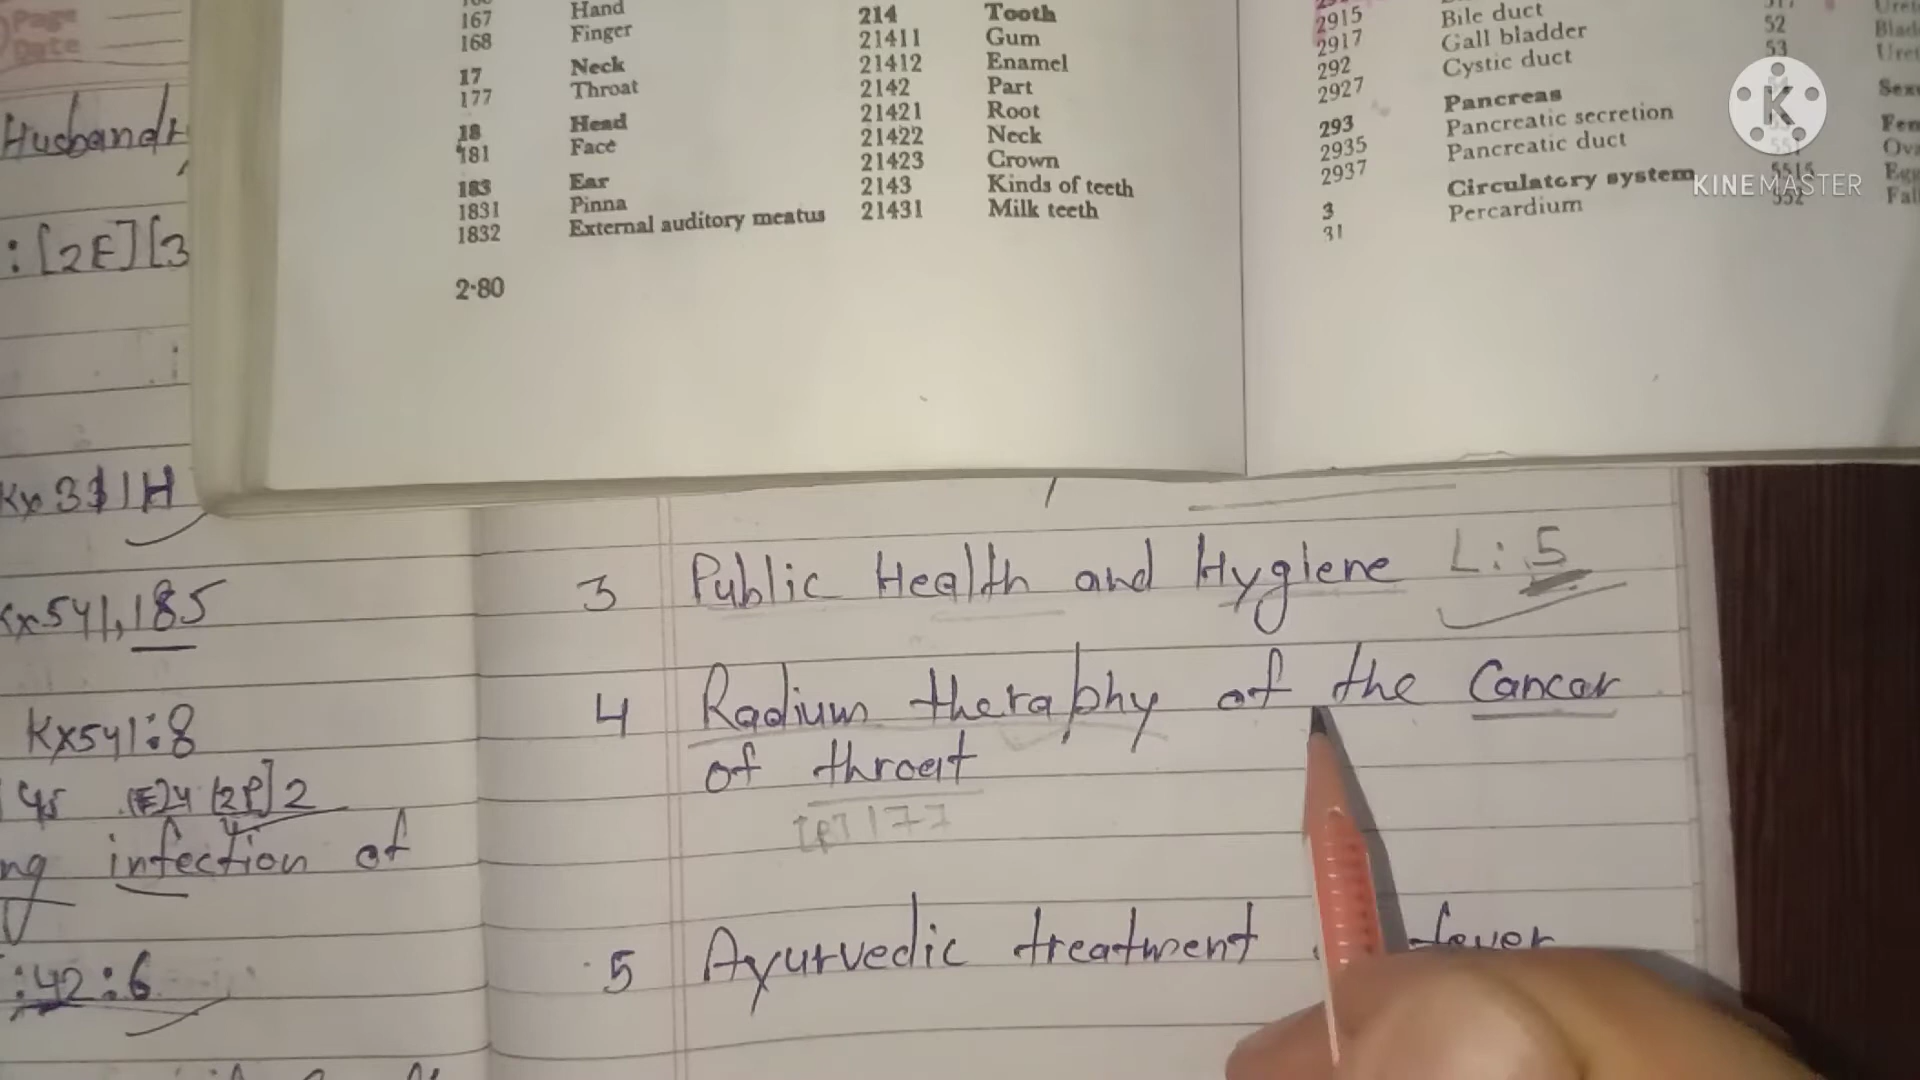 Page
Date
Husband
: [2E] [3
Kx541,185
Kx541:8
infection of
:42:6
167 Hand
168 Finger
17 Neck
177 Throat
18 Head
181 Face
183 Ear
1831 Pinna
1832 External auditory meatus
2·80
214 Tooth
21411 Gum
21412 Enamel
2142 Part
21421 Root
21422 Neck
21423 Crown
2143 Kinds of teeth
21431 Milk teeth
2915 Bile duct
2917 Gall bladder
292 Cystic duct
2927
Pancreas
293 Pancreatic secretion
2935 Pancreatic duct
2937
Circulatory system
3 Percardium
31
52
53
552
KINEMASTER
3 Public Health and Hygiene L:5
4 Radium theraphy of the Cancer
of throat
[P] 177
5 Ayurvedic treatment fever